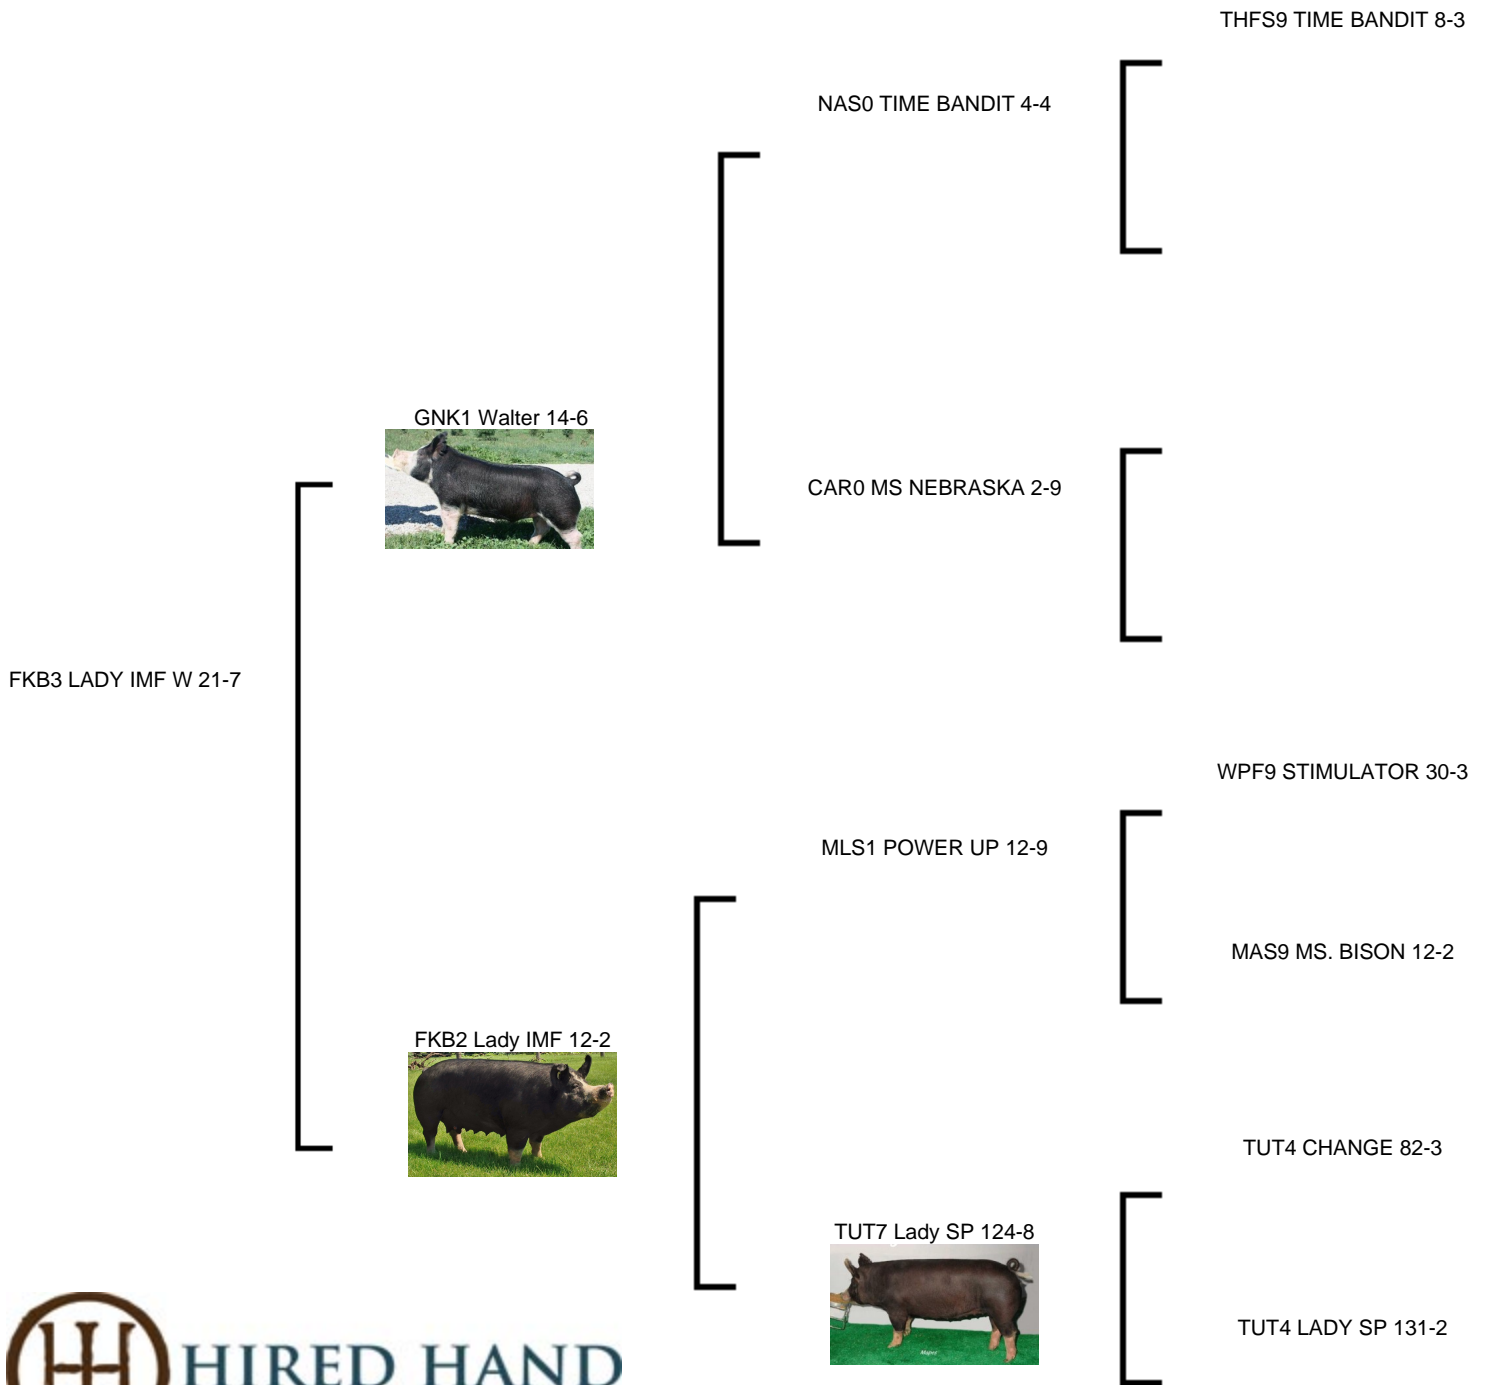 THFS9 TIME BANDIT 8-3
NAS0 TIME BANDIT 4-4
GNK1 Walter 14-6
CAR0 MS NEBRASKA 2-9
FKB3 LADY IMF W 21-7
WPF9 STIMULATOR 30-3
MLS1 POWER UP 12-9
MAS9 MS. BISON 12-2
FKB2 Lady IMF 12-2
TUT4 CHANGE 82-3
TUT7 Lady SP 124-8
TUT4 LADY SP 131-2
HIRED HAND